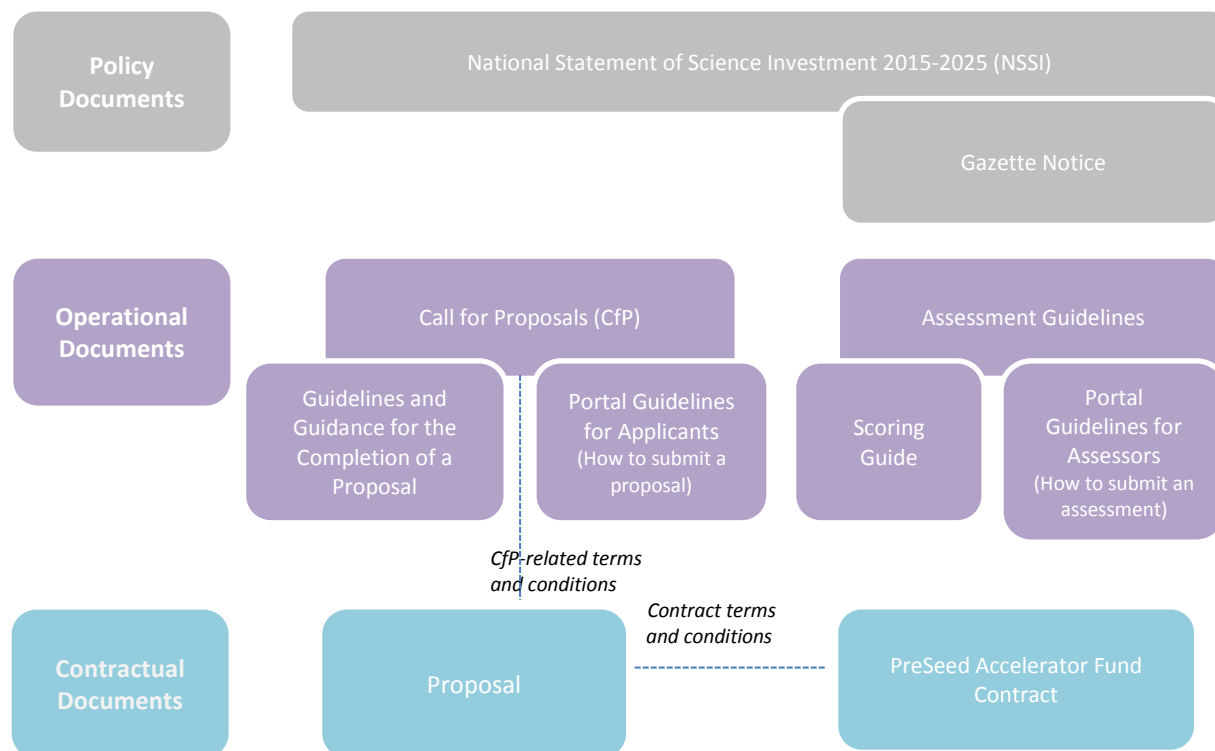 Policy
Documents
National Statement of Science Investment 2015-2025 (NSSI)
Gazette Notice
Operational
Documents
Call for Proposals (CfP)
Assessment Guidelines
Guidelines and
Guidance for the
Completion of a
Proposal
Portal Guidelines
for Applicants
(How to submit a
proposal)
Scoring
Guide
Portal
Guidelines for
Assessors
(How to submit an
assessment)
CfP-related terms
and conditions
Contract terms
and conditions
Contractual
Documents
Proposal
PreSeed Accelerator Fund
Contract